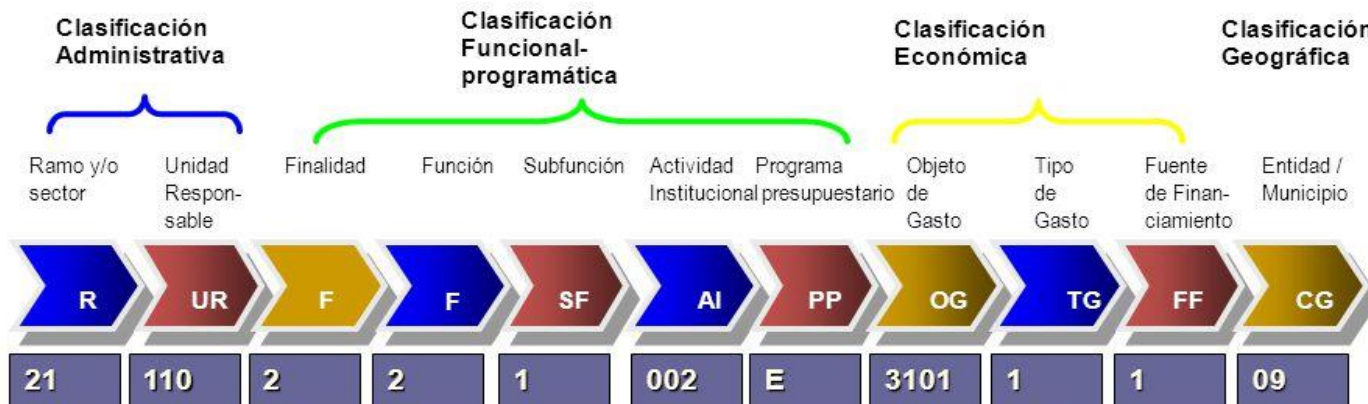 Clasificación
Administrativa
Clasificación
Funcional-
programática
Clasificación
Económica
Clasificación
Geográfica
Ramo y/o
sector
Unidad
Respon-
sable
Finalidad
Función
Subfunción
Actividad
Institucional
Programa
presupuestario
Objeto
de
Gasto
Tipo
de
Gasto
Fuente
de Finan-
ciamiento
Entidad /
Municipio
R UR F F SF AI PP OG TG FF CG
21 110 2 2 1 002 E 3101 1 1 09